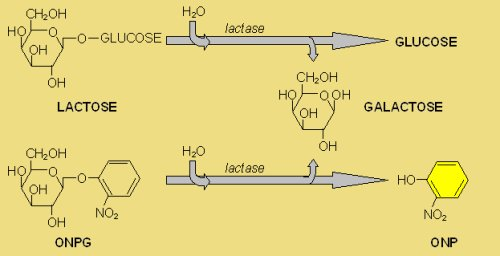 CH₂OH
HO
O
OH
OH
O—GLUCOSE
LACTOSE
H₂O
lactase
GLUCOSE
CH₂OH
HO
O
OH
OH
OH
GALACTOSE
CH₂OH
HO
O
OH
OH
O
NO₂
ONPG
H₂O
lactase
HO
NO₂
ONP